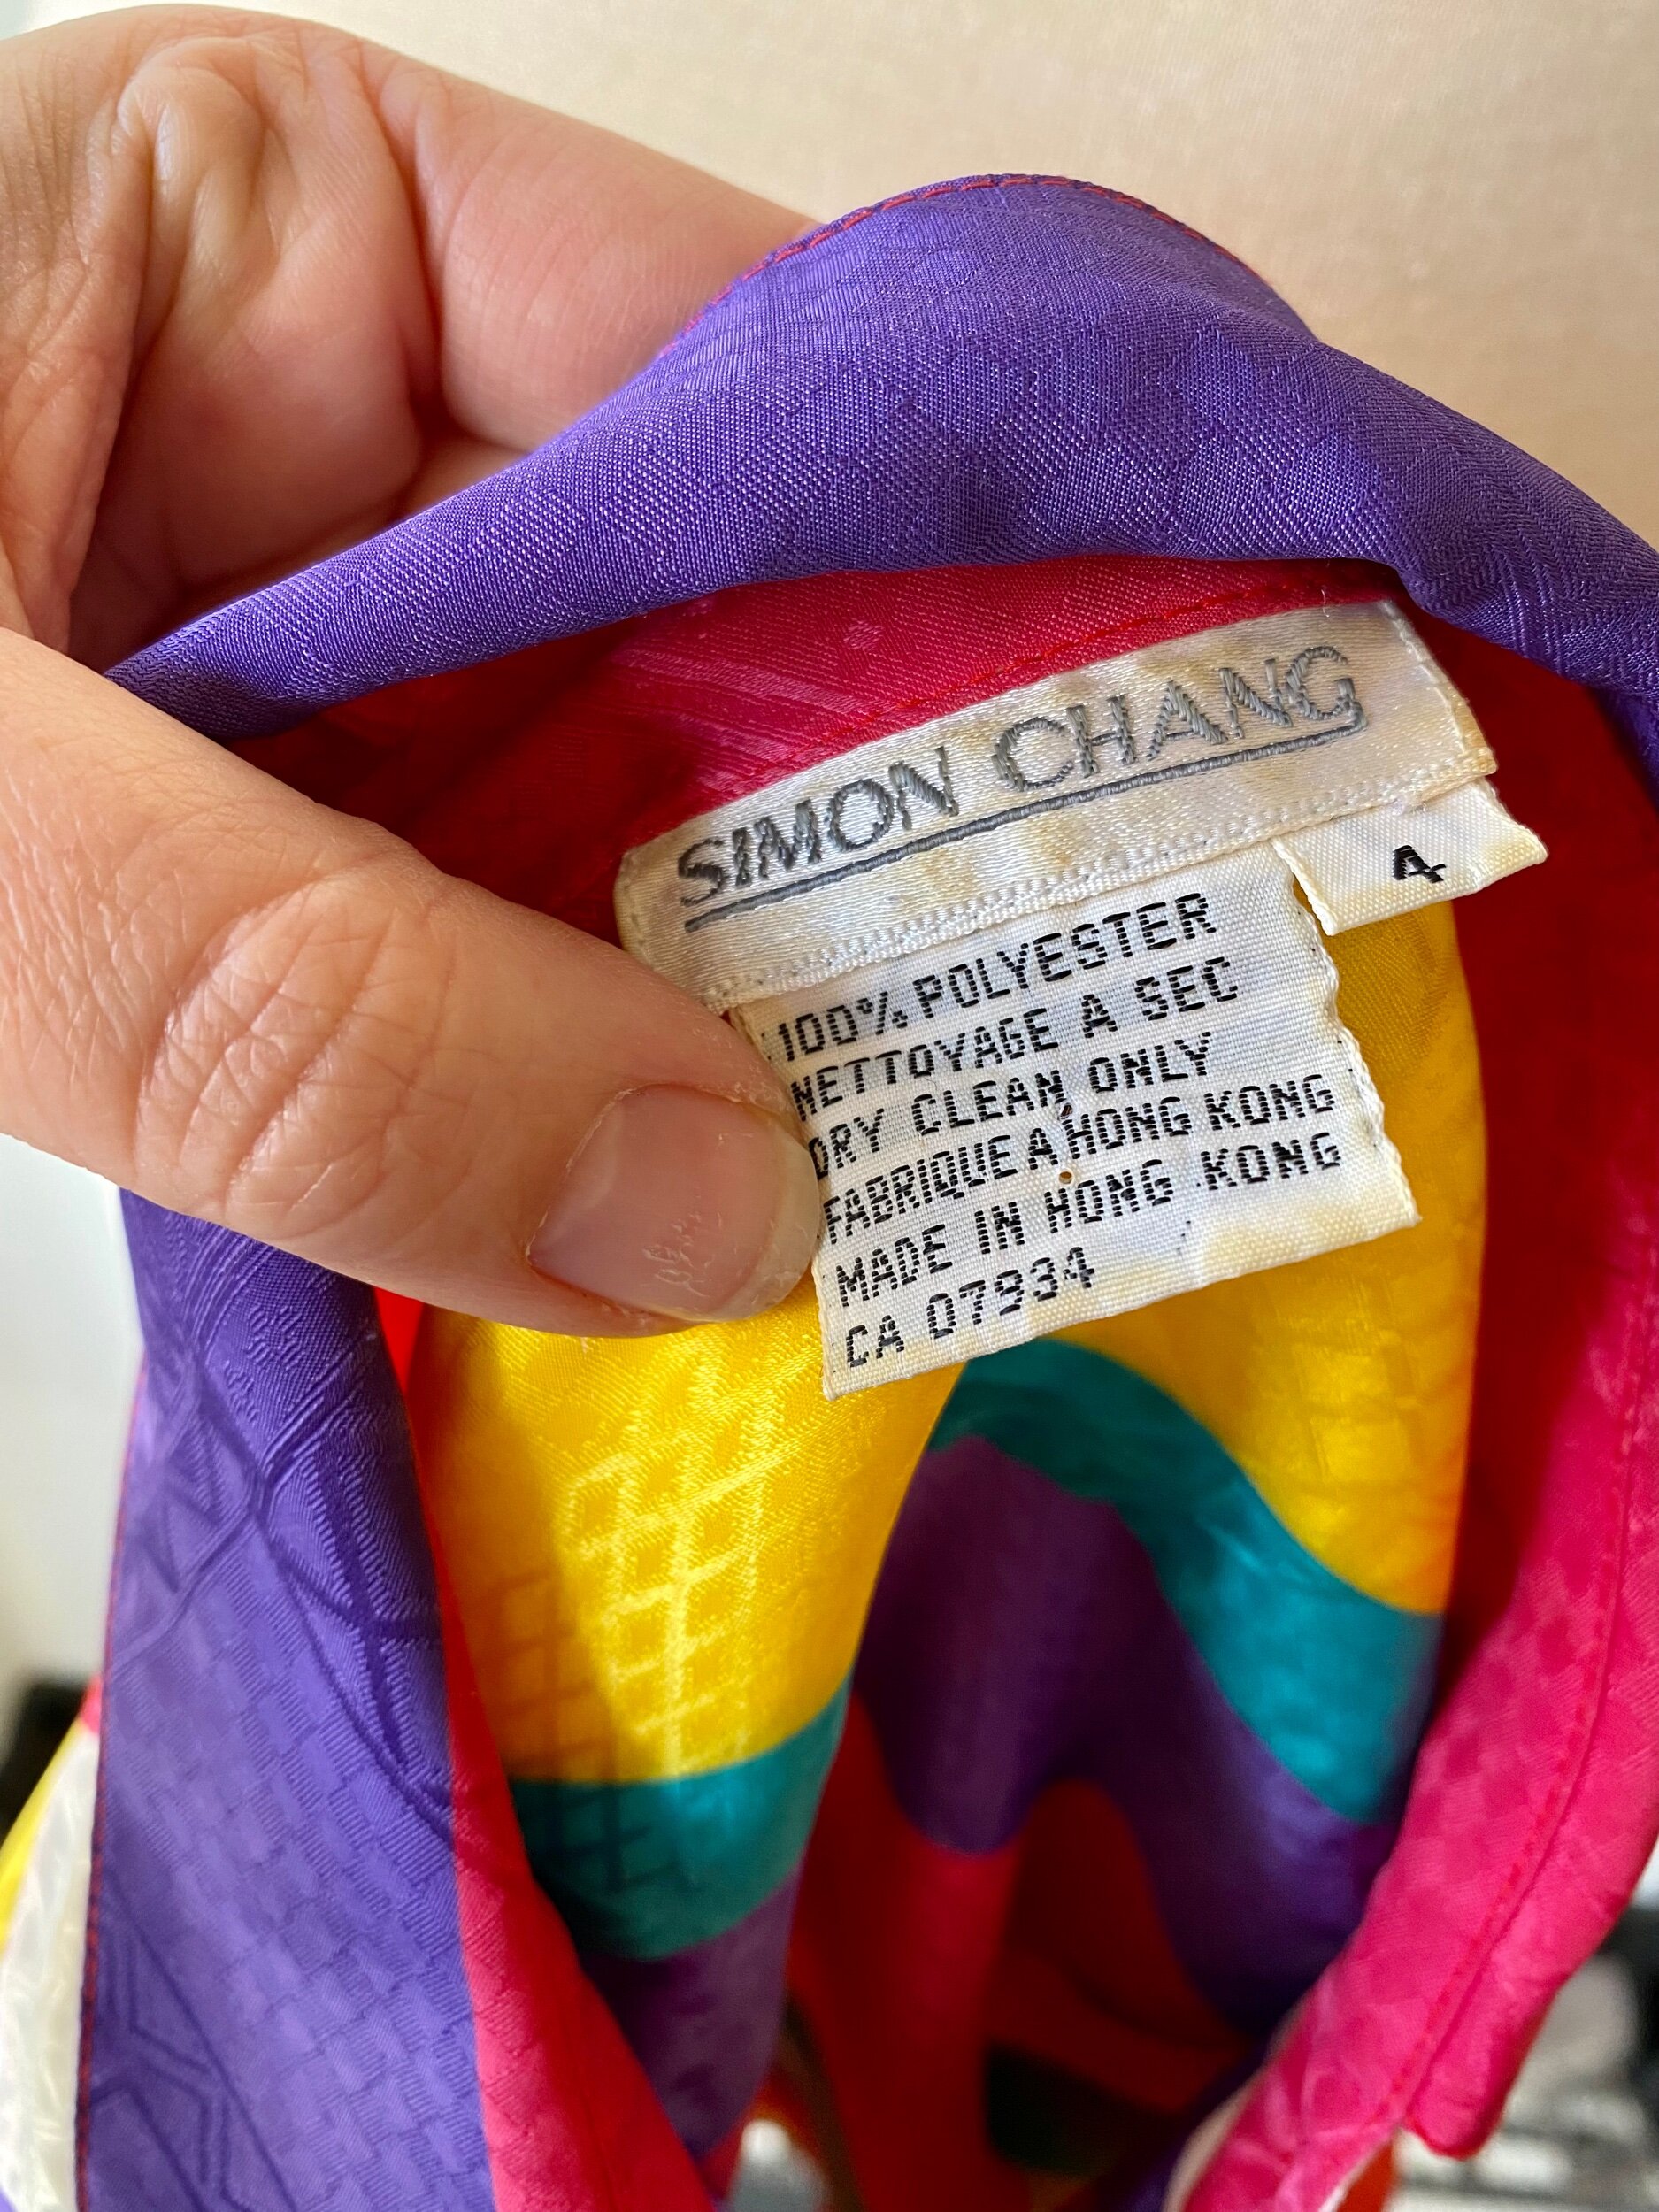 SIMON CHANG
4
100% POLYESTER
NETTOYAGE A SEC
DRY CLEAN ONLY
FABRIQUE A HONG KONG
MADE IN HONG KONG
CA 07934